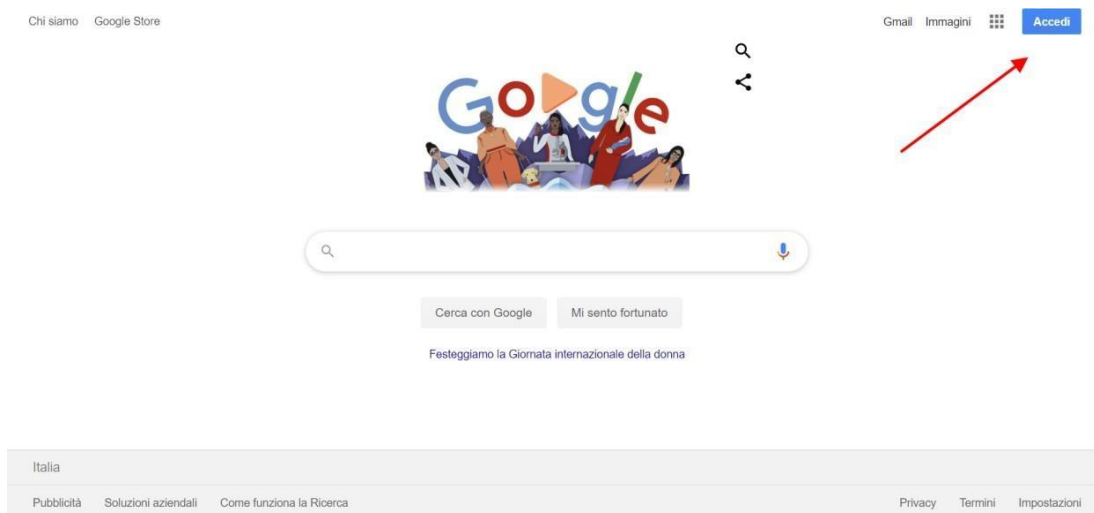 Chi siamo Google Store
Gmail Immagini Accedi
Google
Cerca con Google Mi sento fortunato
Festeggiamo la Giornata internazionale della donna
Italia
Pubblicità Soluzioni aziendali Come funziona la Ricerca
Privacy Termini Impostazioni